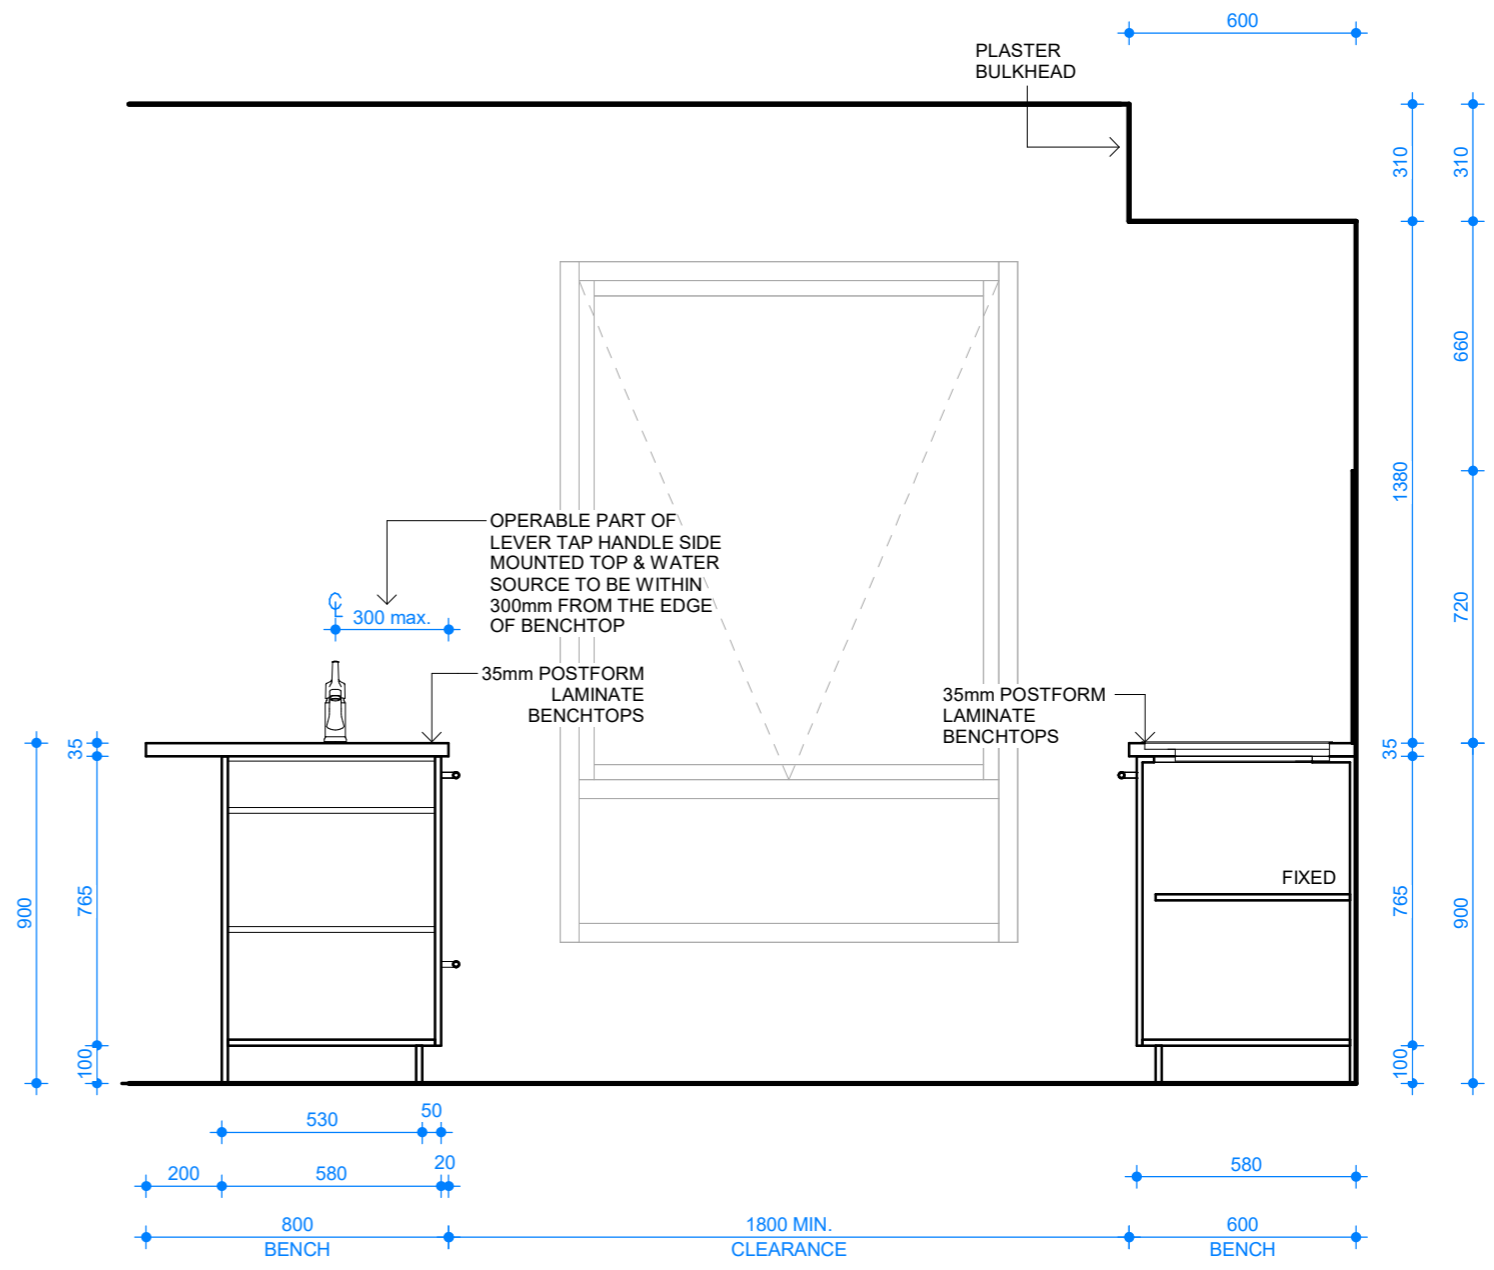 600
PLASTER
BULKHEAD
310
310
660
1380
OPERABLE PART OF
LEVER TAP HANDLE SIDE
MOUNTED TOP & WATER
SOURCE TO BE WITHIN
300mm FROM THE EDGE
OF BENCHTOP
℄
300 max.
720
35mm POSTFORM
LAMINATE
BENCHTOPS
35mm POSTFORM
LAMINATE
BENCHTOPS
35
35
FIXED
900
765
765
900
100
100
530
50
200
580
20
580
800
BENCH
1800 MIN.
CLEARANCE
600
BENCH